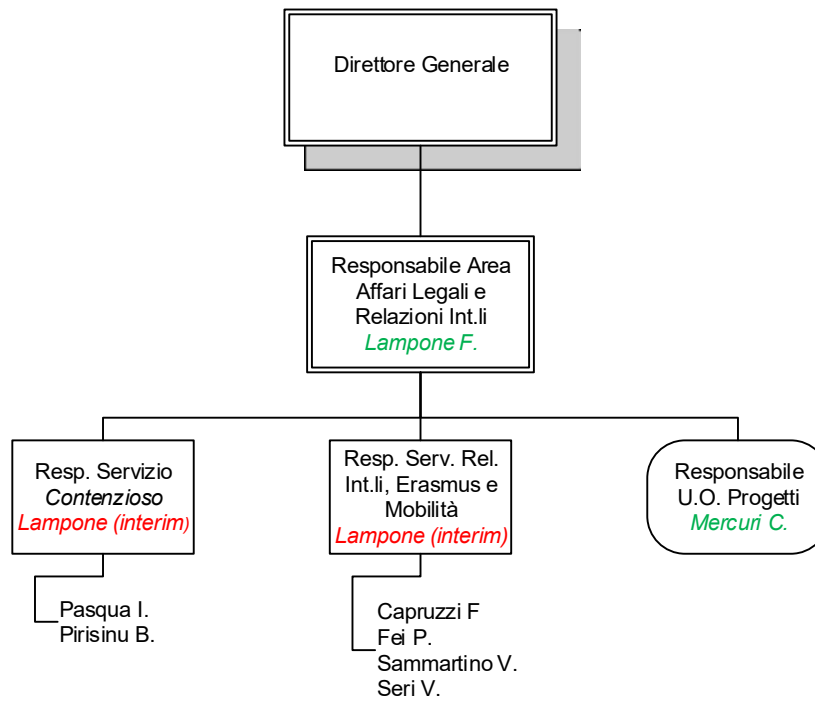 Direttore Generale
Responsabile Area
Affari Legali e
Relazioni Int.li
Lampone F.
Resp. Servizio
Contenzioso
Lampone (interim)
Resp. Serv. Rel.
Int.li, Erasmus e
Mobilità
Lampone (interim)
Responsabile
U.O. Progetti
Mercuri C.
Pasqua I.
Pirisinu B.
Capruzzi F
Fei P.
Sammartino V.
Seri V.